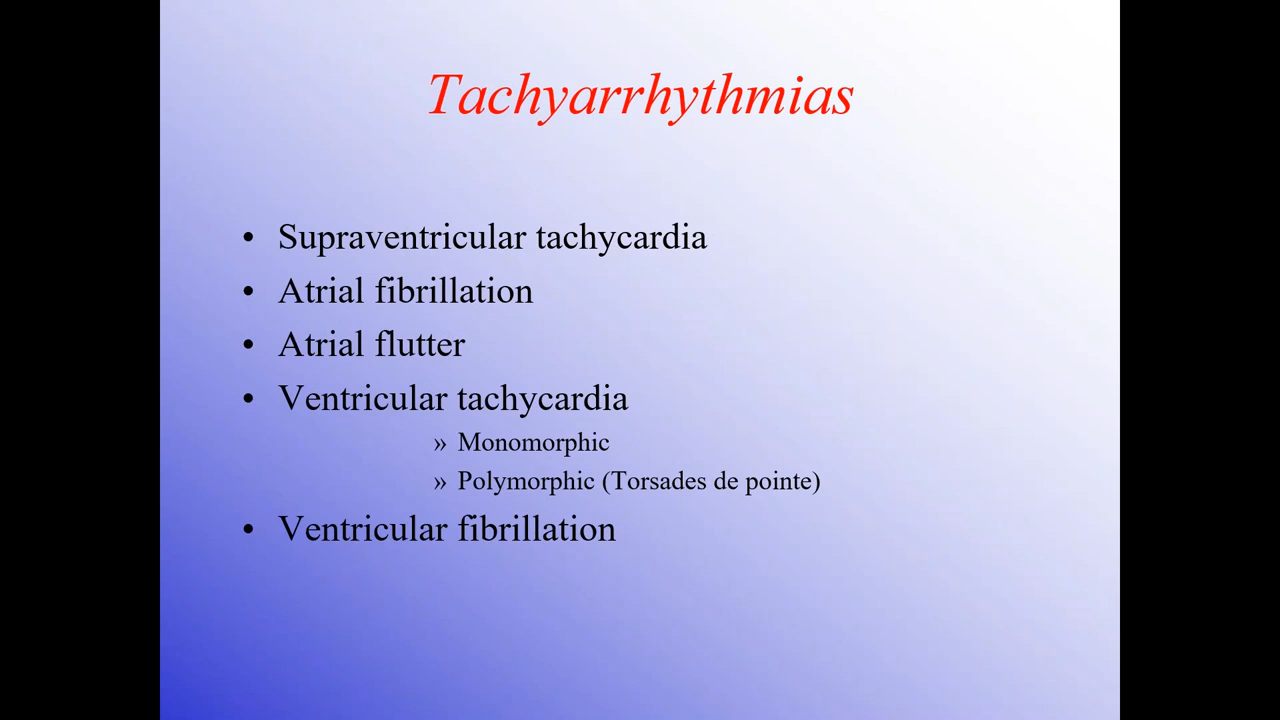 Tachyarrhythmias
• Supraventricular tachycardia
• Atrial fibrillation
• Atrial flutter
• Ventricular tachycardia
» Monomorphic
» Polymorphic (Torsades de pointe)
• Ventricular fibrillation